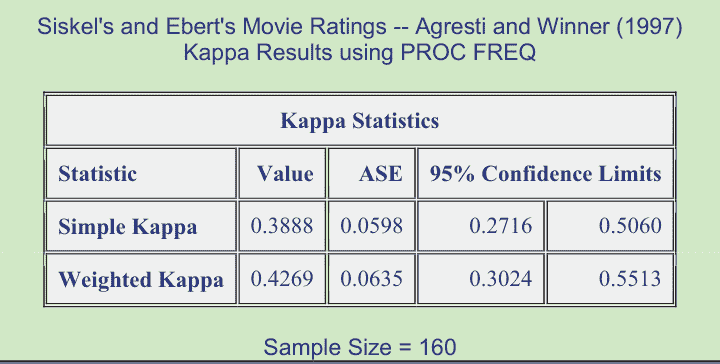 Siskel's and Ebert's Movie Ratings -- Agresti and Winner (1997)
Kappa Results using PROC FREQ
Kappa Statistics
Statistic Value ASE 95% Confidence Limits
Simple Kappa 0.3888 0.0598 0.2716 0.5060
Weighted Kappa 0.4269 0.0635 0.3024 0.5513
Sample Size = 160